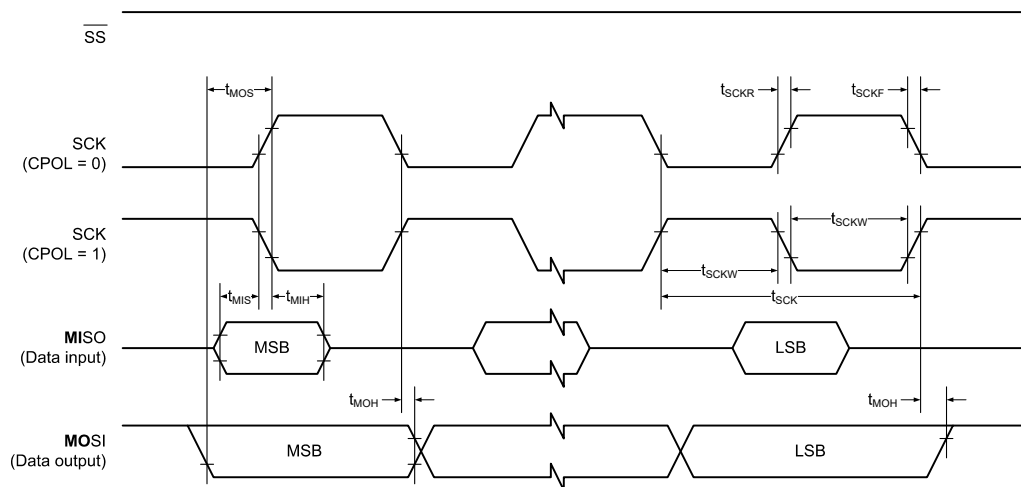 SS
tMOS
tSCKR
tSCKF
SCK
(CPOL = 0)
SCK
(CPOL = 1)
tSCKW
tSCKW
tSCK
tMIS
tMIH
MISO
(Data input)
MSB
LSB
tMOH
tMOH
MOSI
(Data output)
MSB
LSB